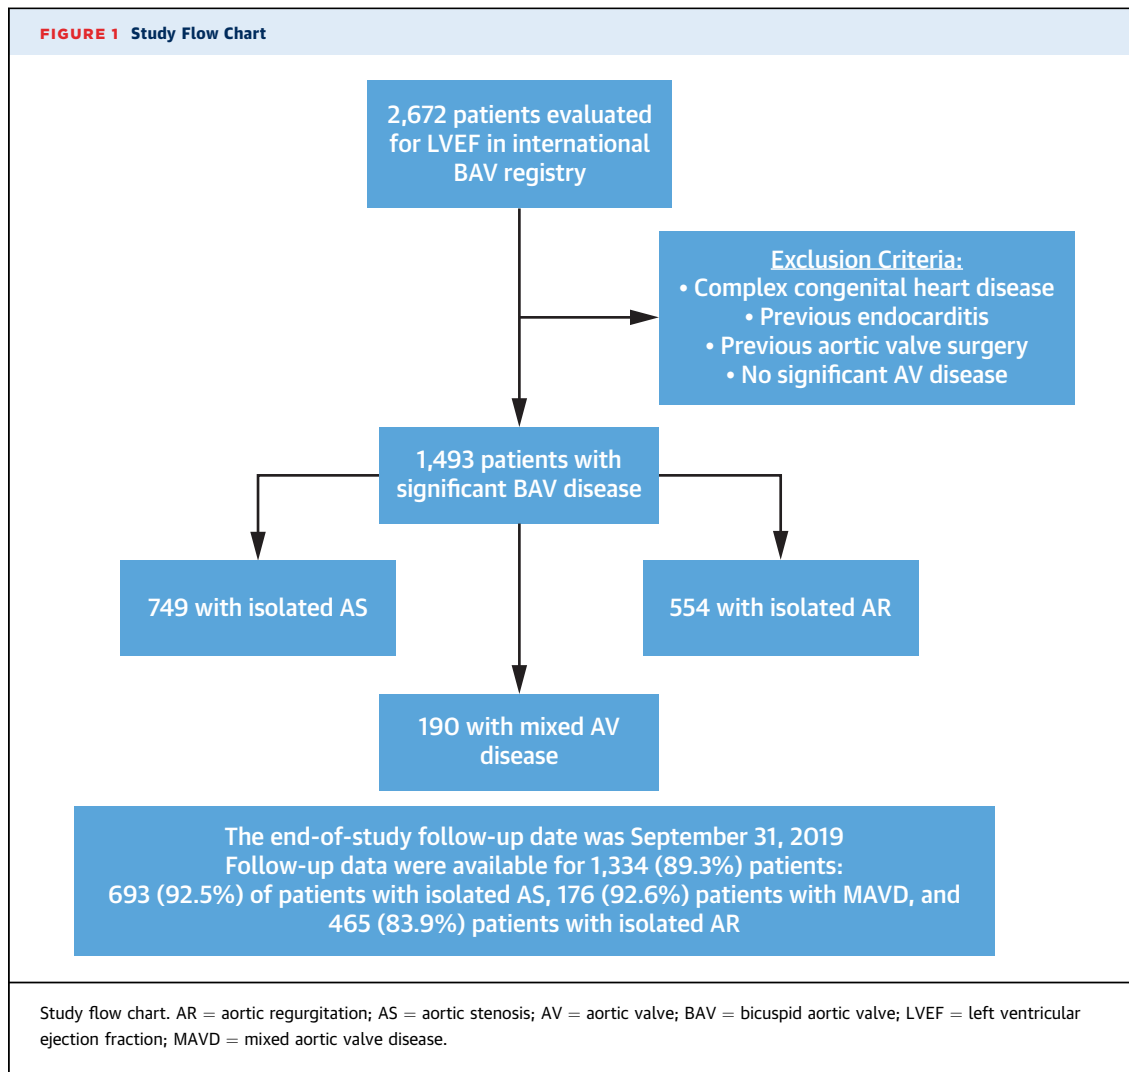 FIGURE 1 Study Flow Chart
2,672 patients evaluated
for LVEF in international
BAV registry
Exclusion Criteria:
• Complex congenital heart disease
• Previous endocarditis
• Previous aortic valve surgery
• No significant AV disease
1,493 patients with
significant BAV disease
749 with isolated AS
554 with isolated AR
190 with mixed AV
disease
The end-of-study follow-up date was September 31, 2019
Follow-up data were available for 1,334 (89.3%) patients:
693 (92.5%) of patients with isolated AS, 176 (92.6%) patients with MAVD, and
465 (83.9%) patients with isolated AR
Study flow chart. AR = aortic regurgitation; AS = aortic stenosis; AV = aortic valve; BAV = bicuspid aortic valve; LVEF = left ventricular
ejection fraction; MAVD = mixed aortic valve disease.